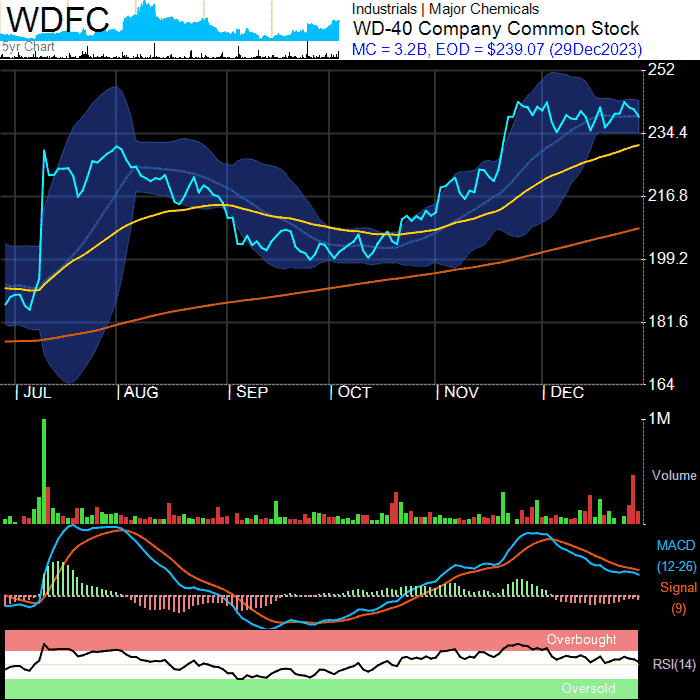 WDFC
5yr Chart
Industrials | Major Chemicals
WD-40 Company Common Stock
MC = 3.2B, EOD = $239.07 (29Dec2023)
252
234.4
216.8
199.2
181.6
164
| JUL | AUG | SEP | OCT | NOV | DEC
1M
Volume
MACD
(12-26)
Signal
(9)
Overbought
RSI(14)
Oversold